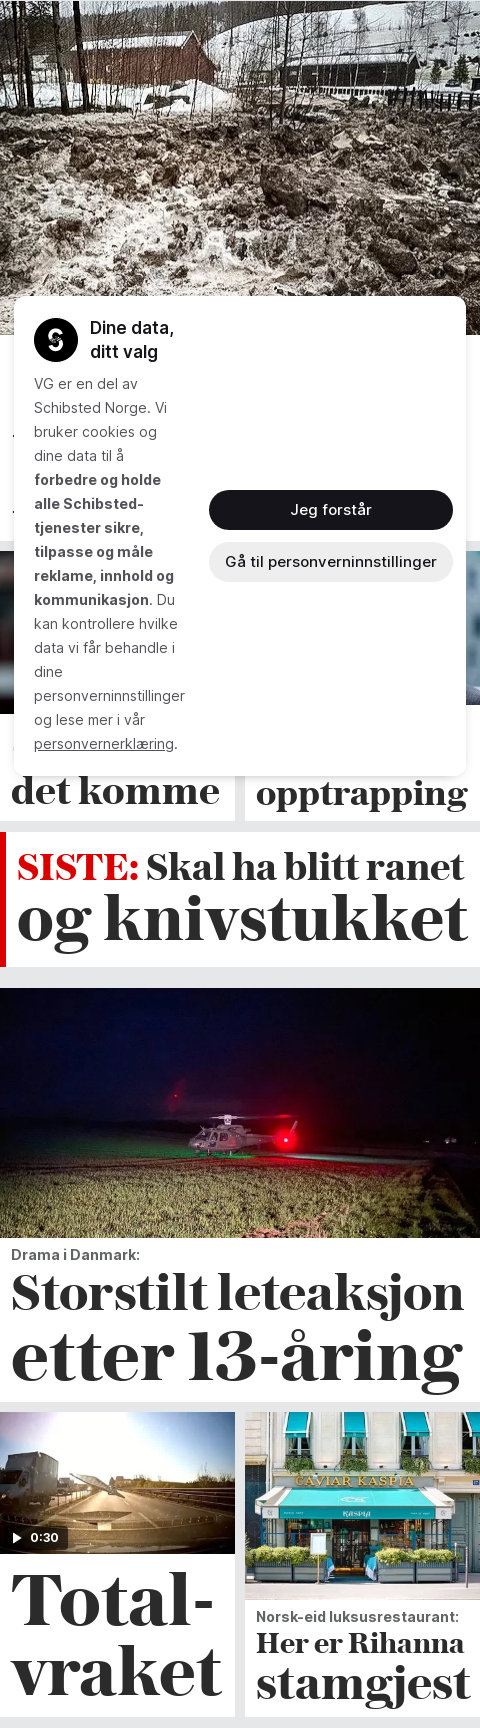 Dine data,
ditt valg
VG er en del av
Schibsted Norge. Vi
bruker cookies og
dine data til å
forbedre og holde
alle Schibsted-
tjenester sikre,
tilpasse og måle
reklame, innhold og
kommunikasjon. Du
kan kontrollere hvilke
data vi får behandle i
dine
personverninnstillinger
og lese mer i vår
personvernerklæring.
Jeg forstår
Gå til personverninnstillinger
det komme
opptrapping
SISTE: Skal ha blitt ranet
og knivstukket
Drama i Danmark:
Storstilt leteaksjon
etter 13-åring
0:30
Total-
vraket
CAVIAR KASPIA
KASPIA
Norsk-eid luksusrestaurant:
Her er Rihanna
stamgjest